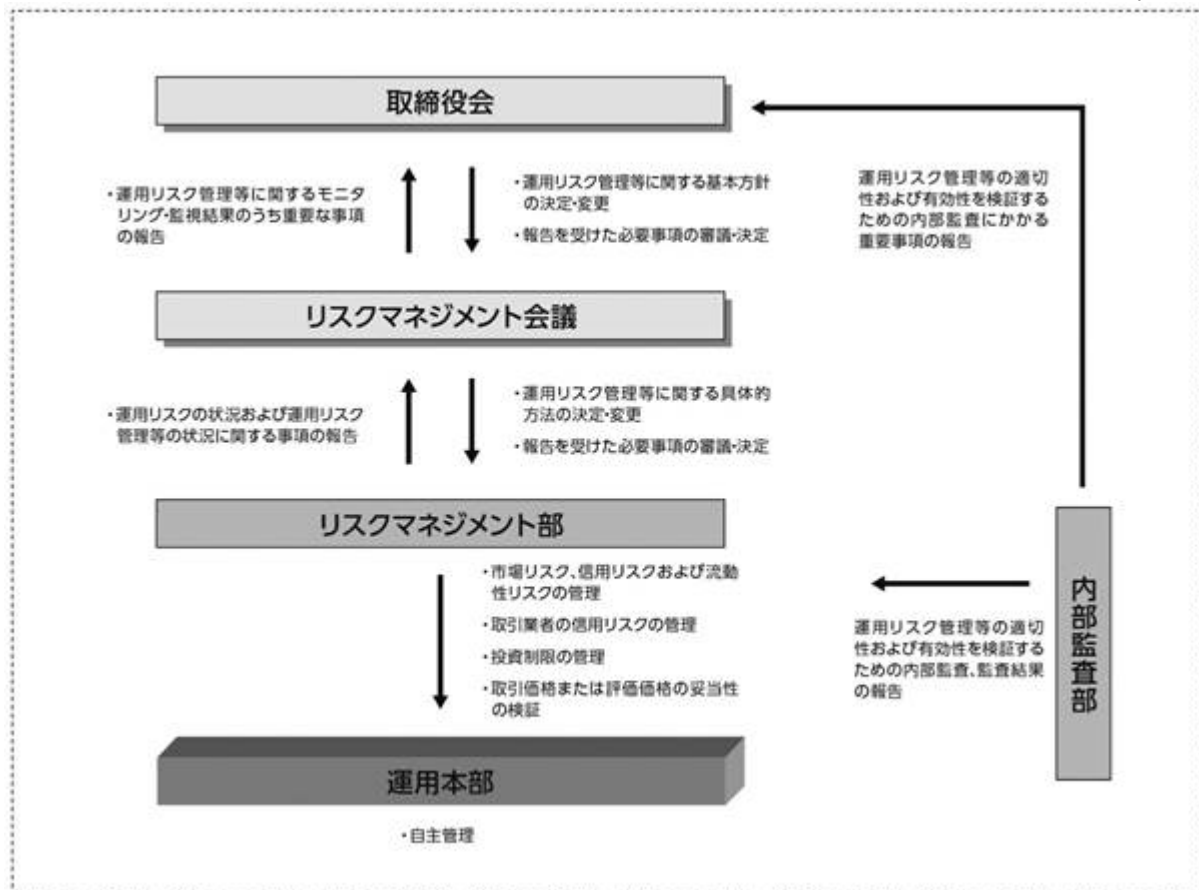 取締役会
・運用リスク管理等に関するモニタ
リング・監視結果のうち重要な事項
の報告
・運用リスク管理等に関する基本方針
の決定・変更
・報告を受けた必要事項の審議・決定
運用リスク管理等の適切
性および有効性を検証す
るための内部監査にかかる
重要事項の報告
リスクマネジメント会議
・運用リスクの状況および運用リスク
管理等の状況に関する事項の報告
・運用リスク管理等に関する具体的
方法の決定・変更
・報告を受けた必要事項の審議・決定
リスクマネジメント部
・市場リスク、信用リスクおよび流動
性リスクの管理
・取引業者の信用リスクの管理
・投資制限の管理
・取引価格または評価価格の妥当性
の検証
運用リスク管理等の適切
性および有効性を検証する
ための内部監査、監査結果
の報告
内部監査部
運用本部
・自主管理